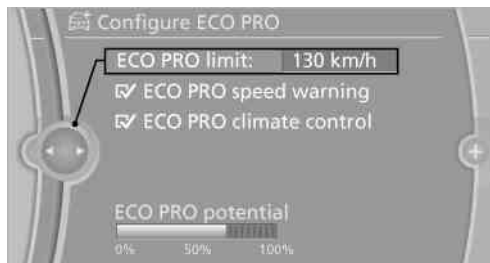 Configure ECO PRO
ECO PRO limit: 130 km/h
ECO PRO speed warning
ECO PRO climate control
ECO PRO potential
0% 50% 100%